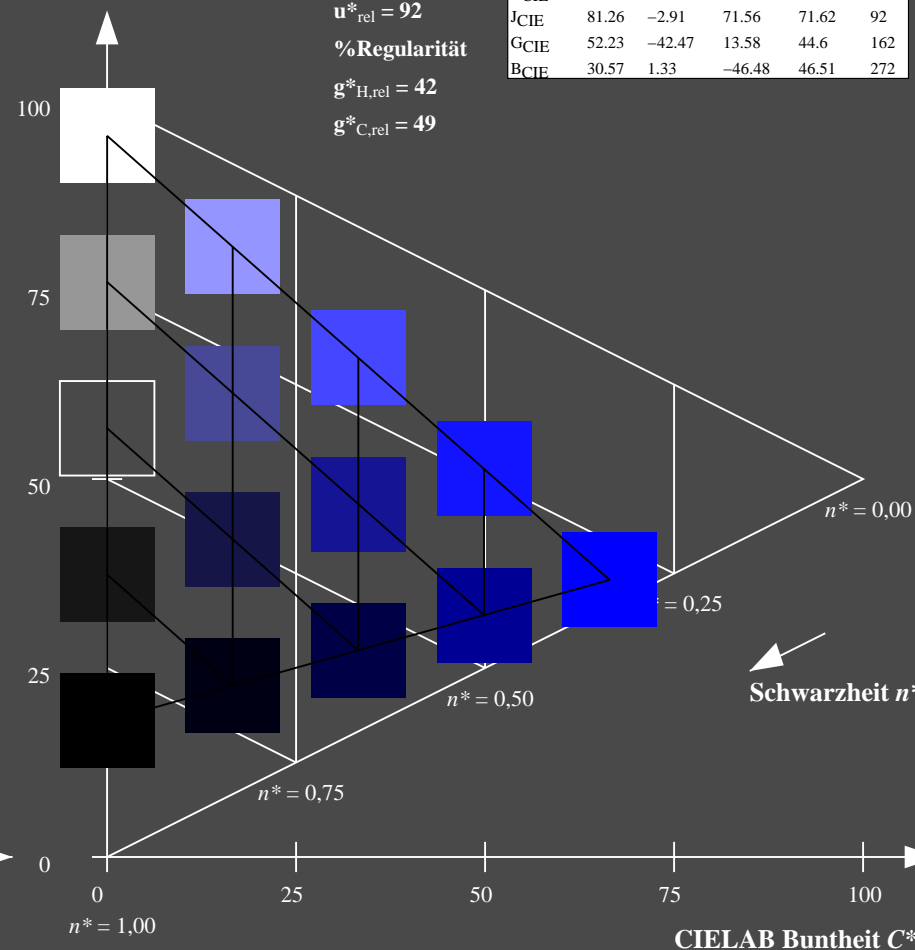 u*rel = 92
%Regularität
g*H,rel = 42
g*C,rel = 49
CIE
JCIE 81.26 −2.91 71.56 71.62 92
GCIE 52.23 −42.47 13.58 44.6 162
BCIE 30.57 1.33 −46.48 46.51 272
100
75
50
25
0
n* = 0,00
= 0,25
n* = 0,50
n* = 0,75
Schwarzheit n*
0 25 50 75 100
n* = 1,00
CIELAB Buntheit C*